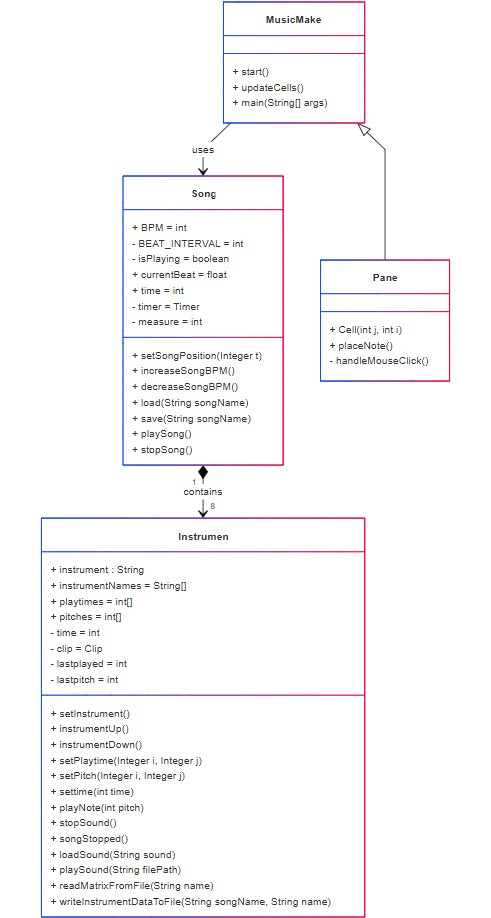 MusicMake
+ start()
+ updateCells()
+ main(String[] args)
uses
Song
+ BPM = int
- BEAT_INTERVAL = int
- isPlaying = boolean
+ currentBeat = float
+ time = int
- timer = Timer
- measure = int
+ setSongPosition(Integer t)
+ increaseSongBPM()
+ decreaseSongBPM()
+ load(String songName)
+ save(String songName)
+ playSong()
+ stopSong()
Pane
+ Cell(int j, int i)
+ placeNote()
- handleMouseClick()
1
contains
8
Instrumen
+ instrument : String
+ instrumentNames = String[]
+ playtimes = int[]
+ pitches = int[]
- time = int
- clip = Clip
- lastplayed = int
- lastpitch = int
+ setInstrument()
+ instrumentUp()
+ instrumentDown()
+ setPlaytime(Integer i, Integer j)
+ setPitch(Integer i, Integer j)
+ settime(int time)
+ playNote(int pitch)
+ stopSound()
+ songStopped()
+ loadSound(String sound)
+ playSound(String filePath)
+ readMatrixFromFile(String name)
+ writeInstrumentDataToFile(String songName, String name)